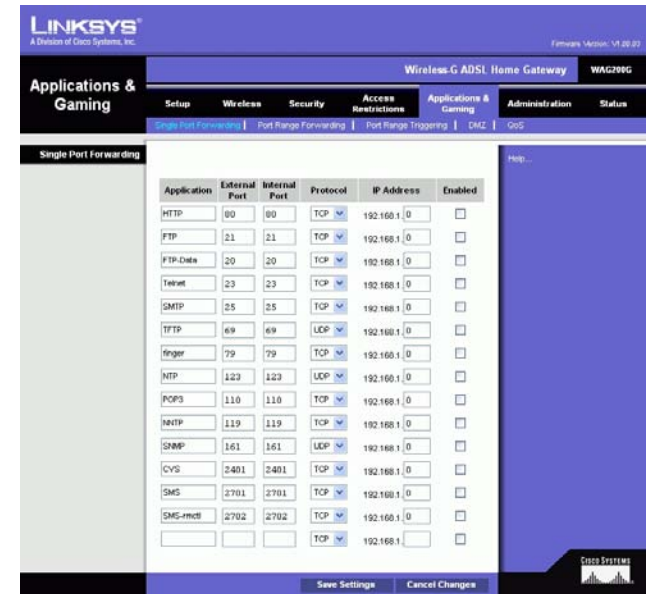 LINKSYS®
A Division of Cisco Systems, Inc.
Firmware Version: V1.00.03
Wireless-G ADSL Home Gateway WAG200G
Applications & Gaming
Setup Wireless Security Access Restrictions Applications & Gaming Administration Status
Single Port Forwarding | Port Range Forwarding | Port Range Triggering | DMZ | QoS
Single Port Forwarding
Help...
Application External Port Internal Port Protocol IP Address Enabled
HTTP 80 80 TCP 192.168.1. 0
FTP 21 21 TCP 192.168.1. 0
FTP-Data 20 20 TCP 192.168.1. 0
Telnet 23 23 TCP 192.168.1. 0
SMTP 25 25 TCP 192.168.1. 0
TFTP 69 69 UDP 192.168.1. 0
finger 79 79 TCP 192.168.1. 0
NTP 123 123 UDP 192.168.1. 0
POP3 110 110 TCP 192.168.1. 0
NNTP 119 119 TCP 192.168.1. 0
SNMP 161 161 UDP 192.168.1. 0
CVS 2401 2401 TCP 192.168.1. 0
SMS 2701 2701 TCP 192.168.1. 0
SMS-rmctl 2702 2702 TCP 192.168.1. 0
TCP 192.168.1.
Save Settings Cancel Changes
CISCO SYSTEMS